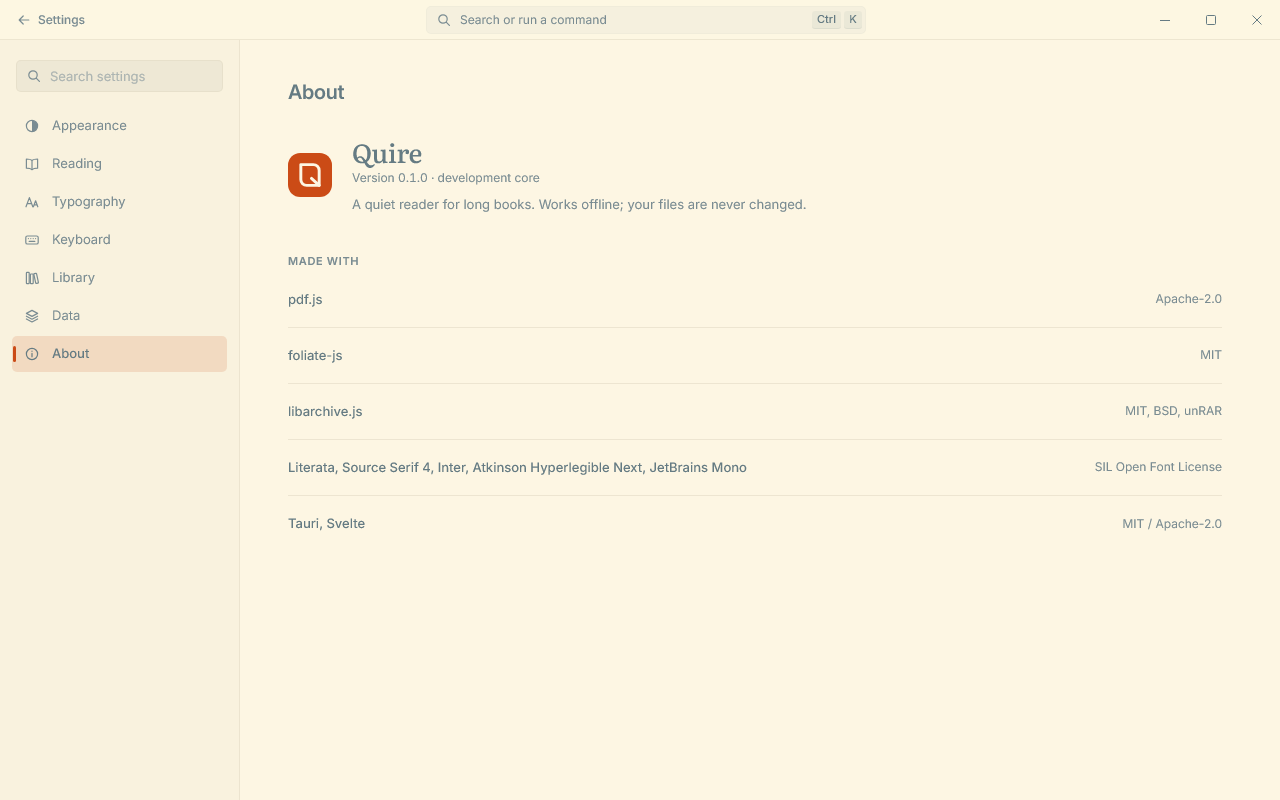 Settings
Search or run a command
Ctrl K
Search settings
Appearance
Reading
Typography
Keyboard
Library
Data
About
About
Quire
Version 0.1.0 · development core
A quiet reader for long books. Works offline; your files are never changed.
MADE WITH
pdf.js
Apache-2.0
foliate-js
MIT
libarchive.js
MIT, BSD, unRAR
Literata, Source Serif 4, Inter, Atkinson Hyperlegible Next, JetBrains Mono
SIL Open Font License
Tauri, Svelte
MIT / Apache-2.0